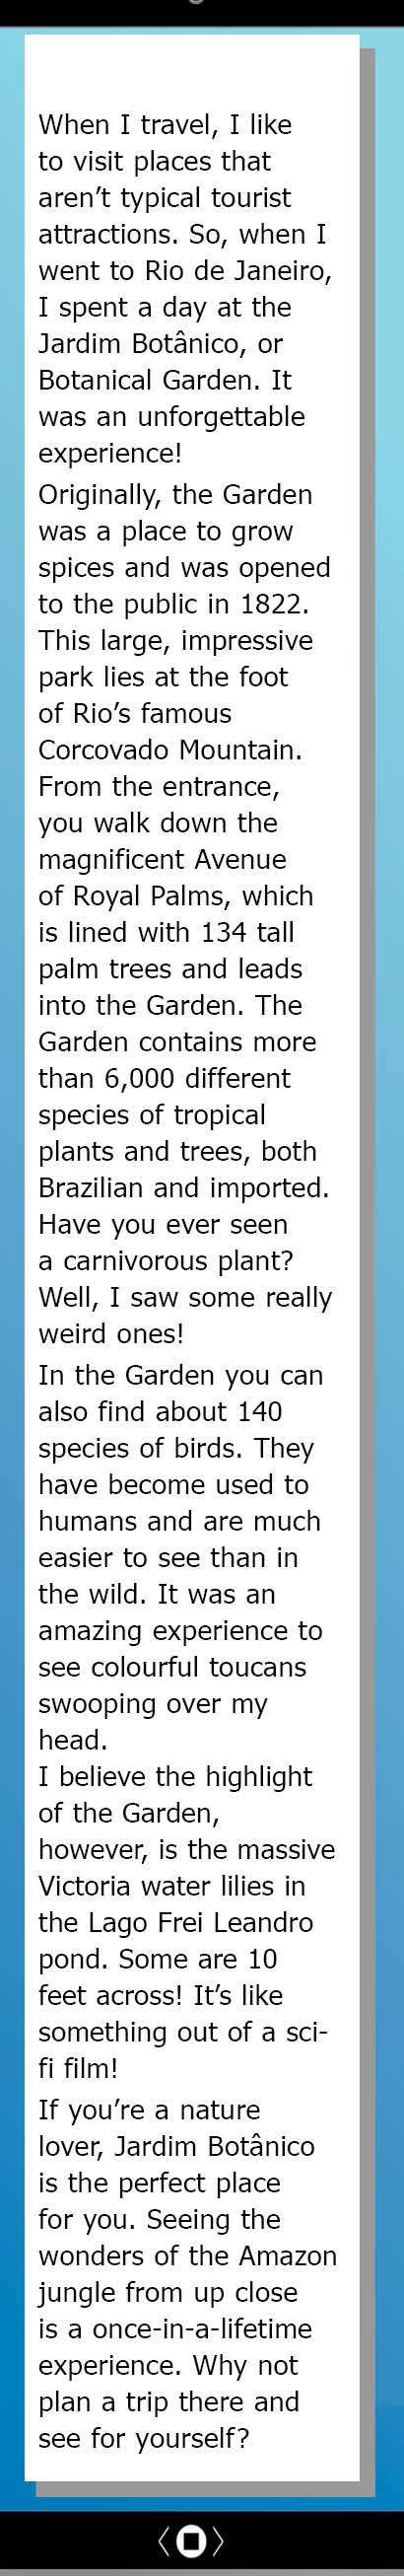 When I travel, I like
to visit places that
aren’t typical tourist
attractions. So, when I
went to Rio de Janeiro,
I spent a day at the
Jardim Botânico, or
Botanical Garden. It
was an unforgettable
experience!
Originally, the Garden
was a place to grow
spices and was opened
to the public in 1822.
This large, impressive
park lies at the foot
of Rio’s famous
Corcovado Mountain.
From the entrance,
you walk down the
magnificent Avenue
of Royal Palms, which
is lined with 134 tall
palm trees and leads
into the Garden. The
Garden contains more
than 6,000 different
species of tropical
plants and trees, both
Brazilian and imported.
Have you ever seen
a carnivorous plant?
Well, I saw some really
weird ones!
In the Garden you can
also find about 140
species of birds. They
have become used to
humans and are much
easier to see than in
the wild. It was an
amazing experience to
see colourful toucans
swooping over my
head.
I believe the highlight
of the Garden,
however, is the massive
Victoria water lilies in
the Lago Frei Leandro
pond. Some are 10
feet across! It’s like
something out of a sci-
fi film!
If you’re a nature
lover, Jardim Botânico
is the perfect place
for you. Seeing the
wonders of the Amazon
jungle from up close
is a once-in-a-lifetime
experience. Why not
plan a trip there and
see for yourself?